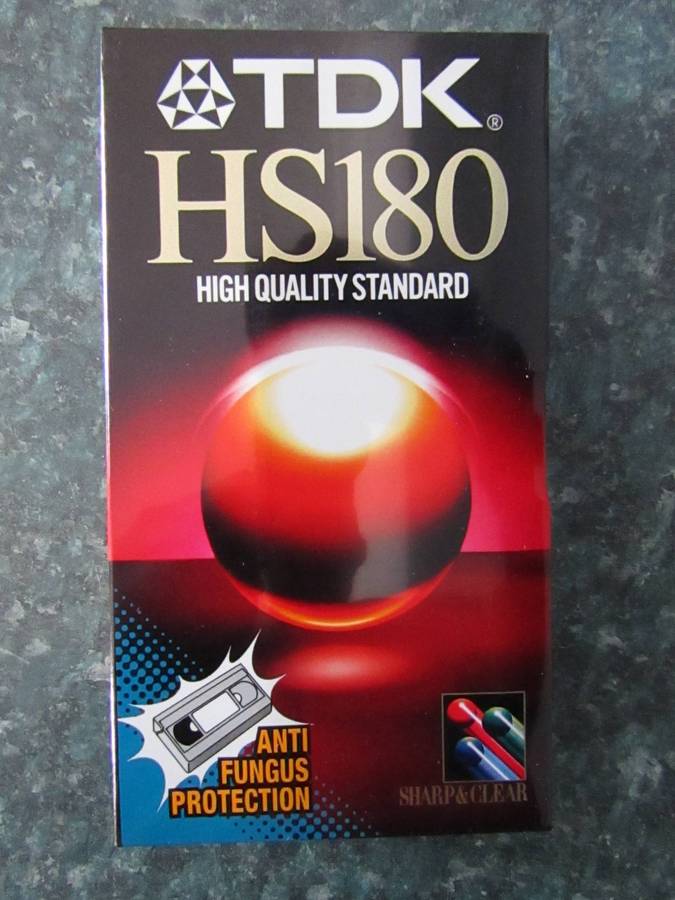 TDK®
HS180
HIGH QUALITY STANDARD
ANTI
FUNGUS
PROTECTION
SHARP & CLEAR